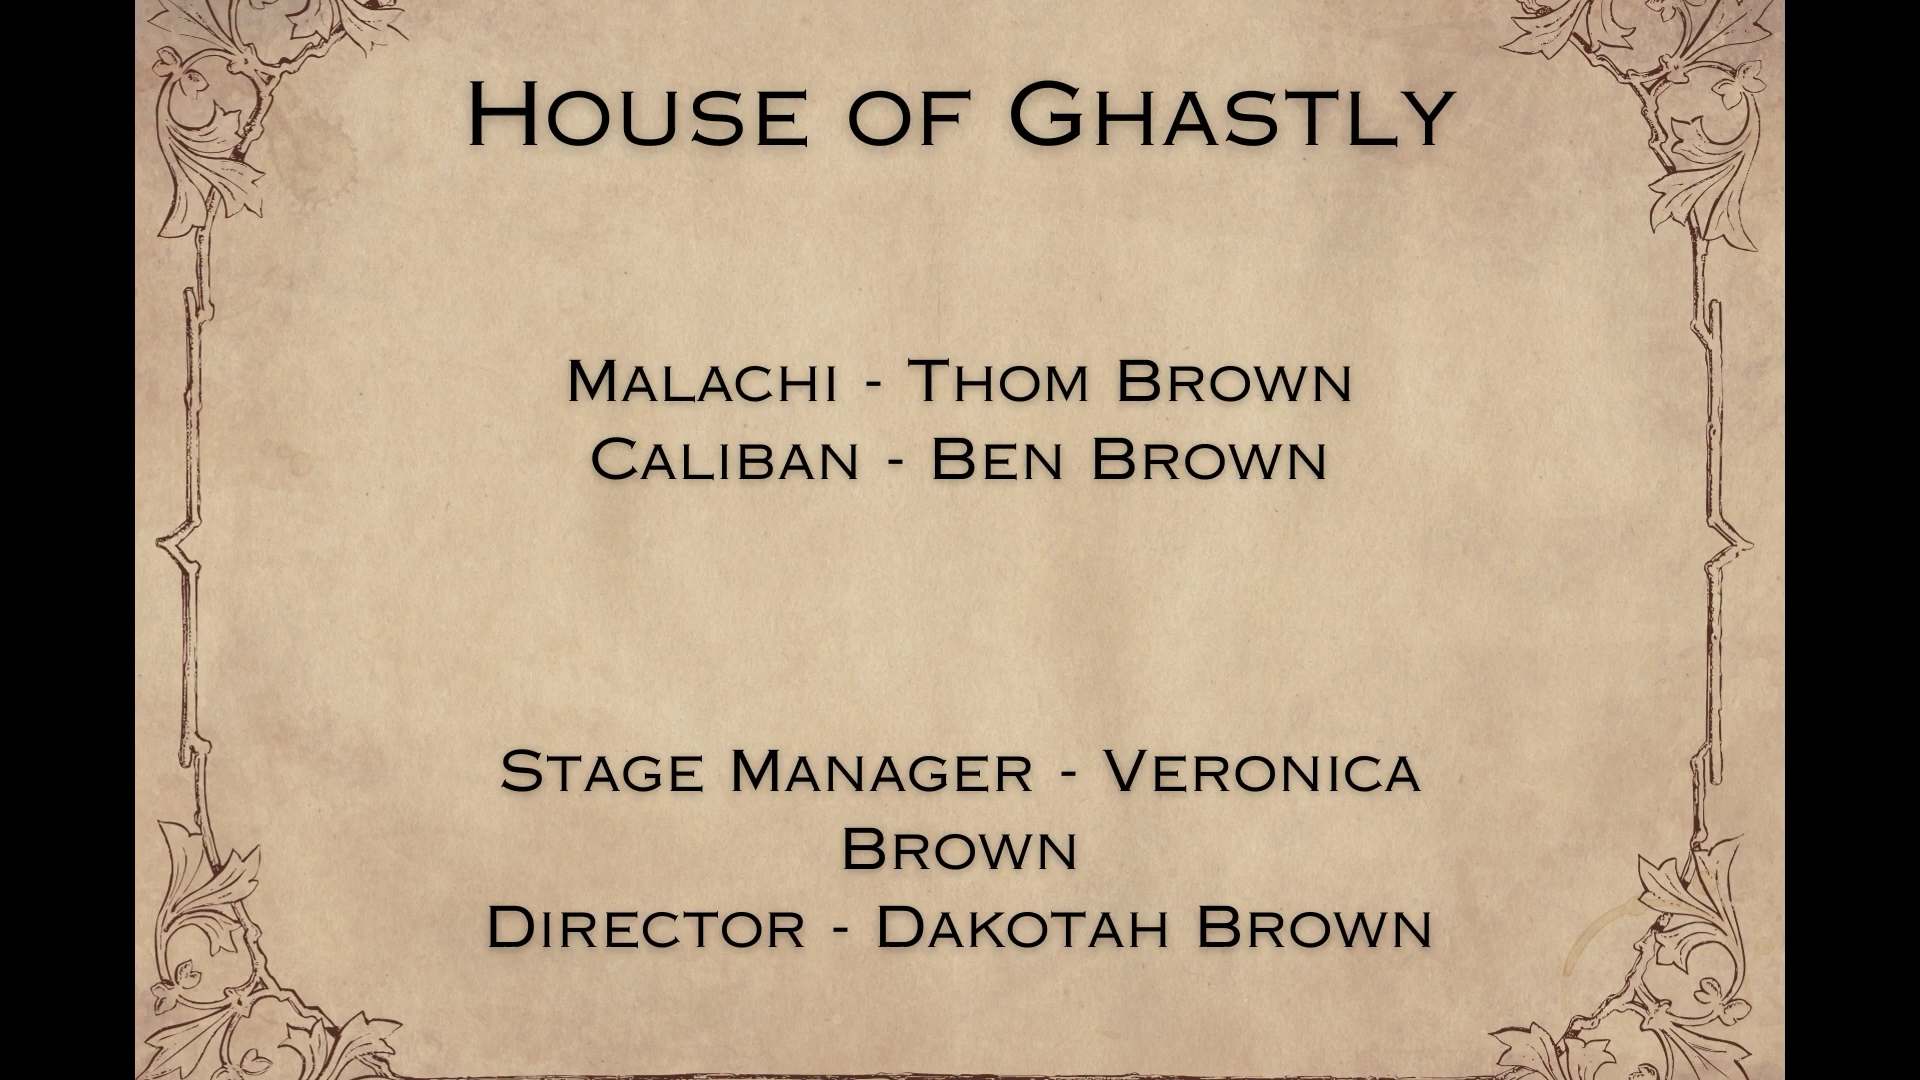 House of Ghastly
Malachi - Thom Brown
Caliban - Ben Brown
Stage Manager - Veronica
Brown
Director - Dakotah Brown